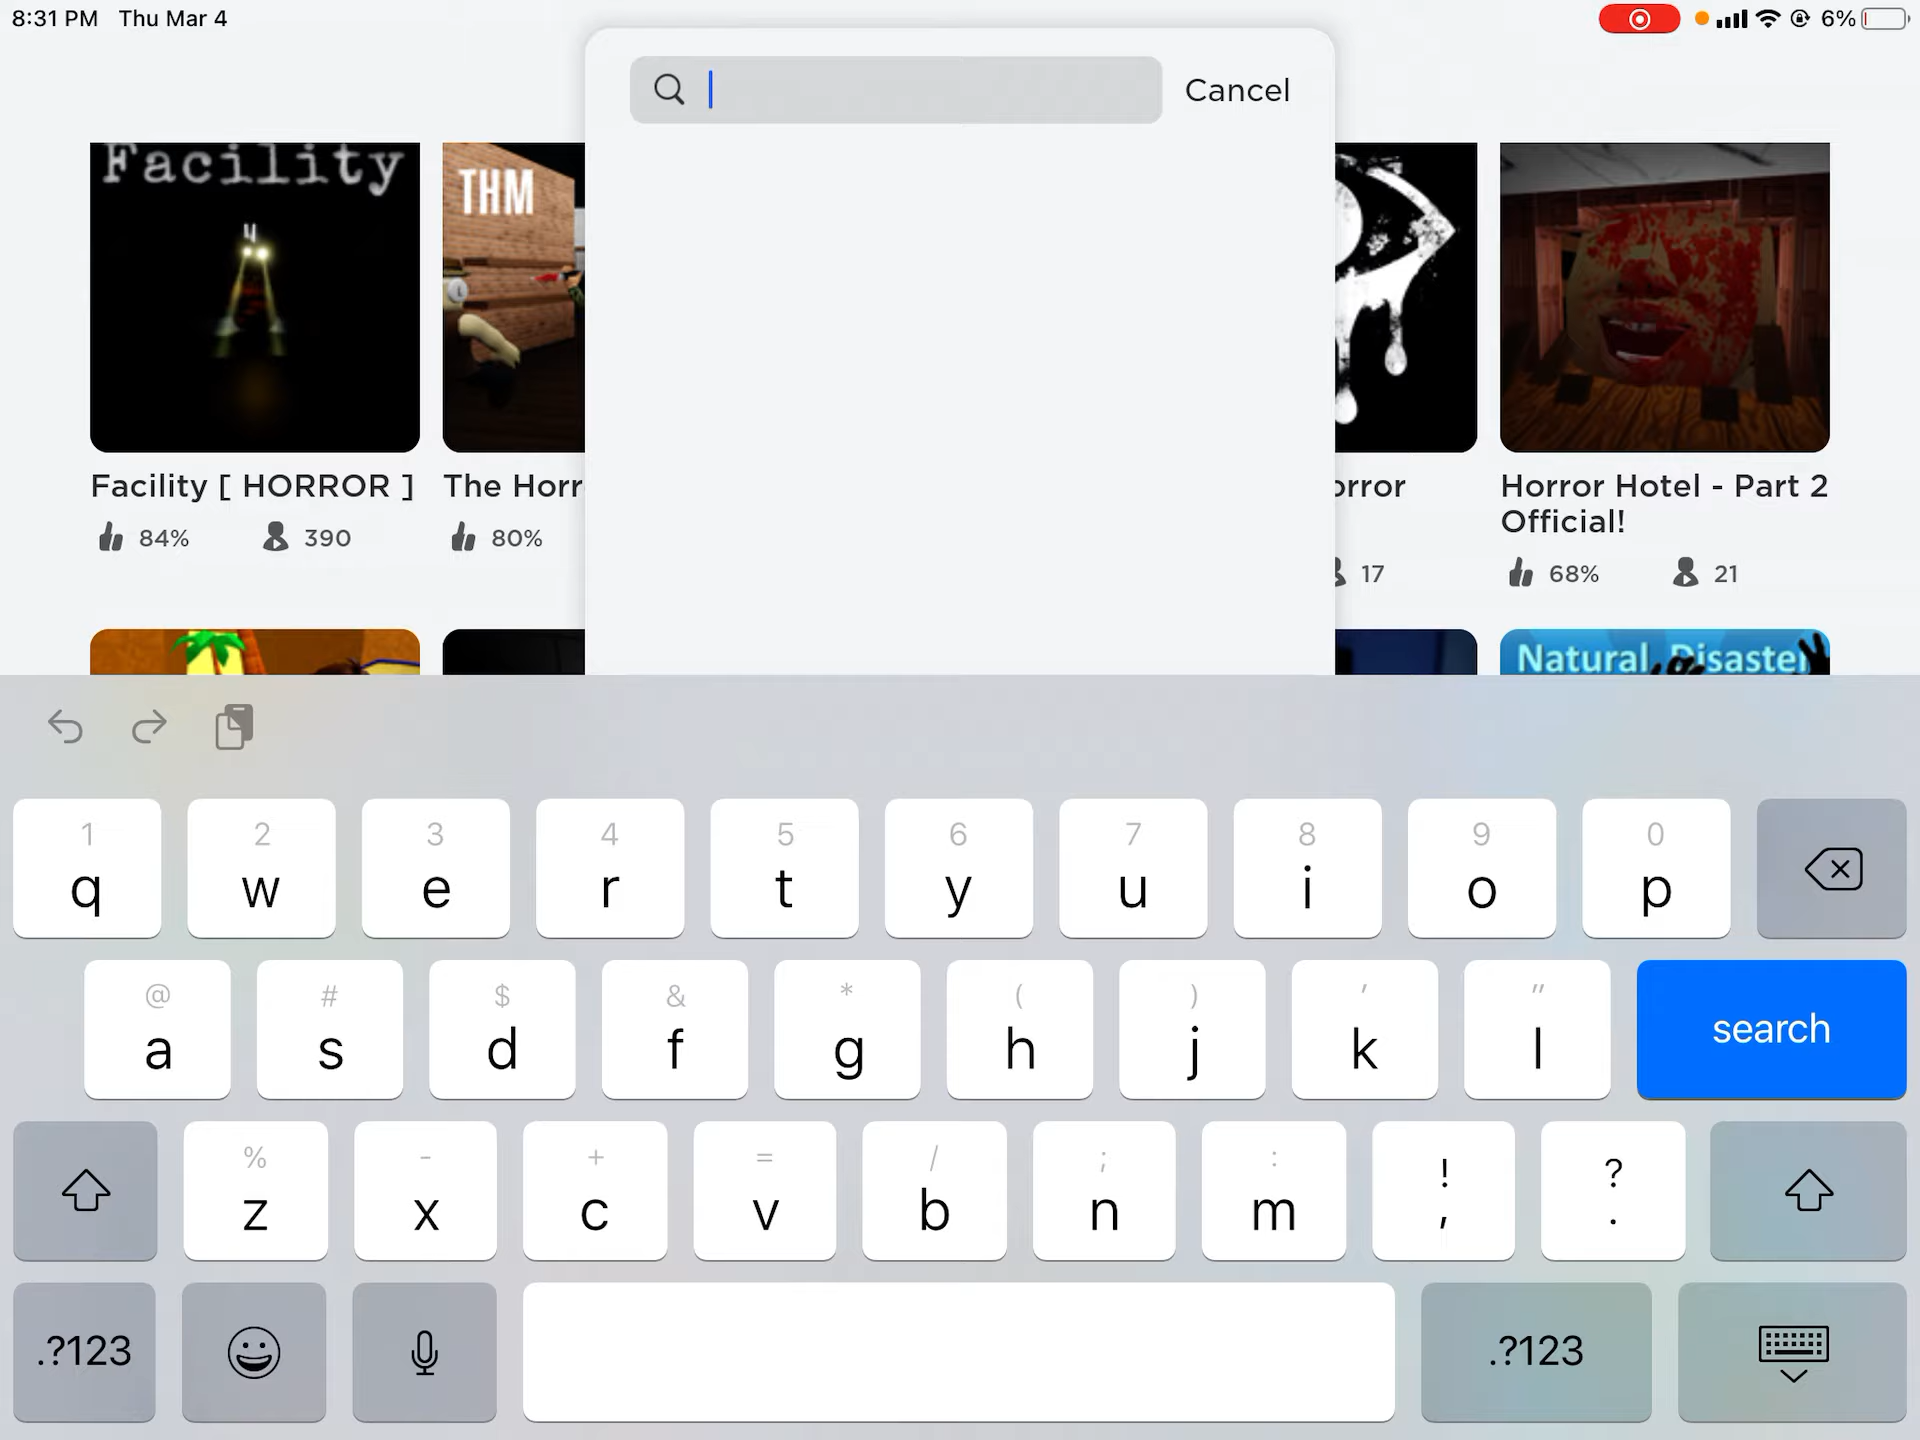 8:31 PM Thu Mar 4
6%
Cancel
Facility
THM
Facility [ HORROR ]
The Horr
orror
Horror Hotel - Part 2
Official!
84%
390
80%
17
68%
21
Natural Disaster
1 2 3 4 5 6 7 8 9 0
q w e r t y u i o p
@ # $ & * ( ) ' "
a s d f g h j k l search
% - + = / ; : ! ?
z x c v b n m , .
.?123 .?123